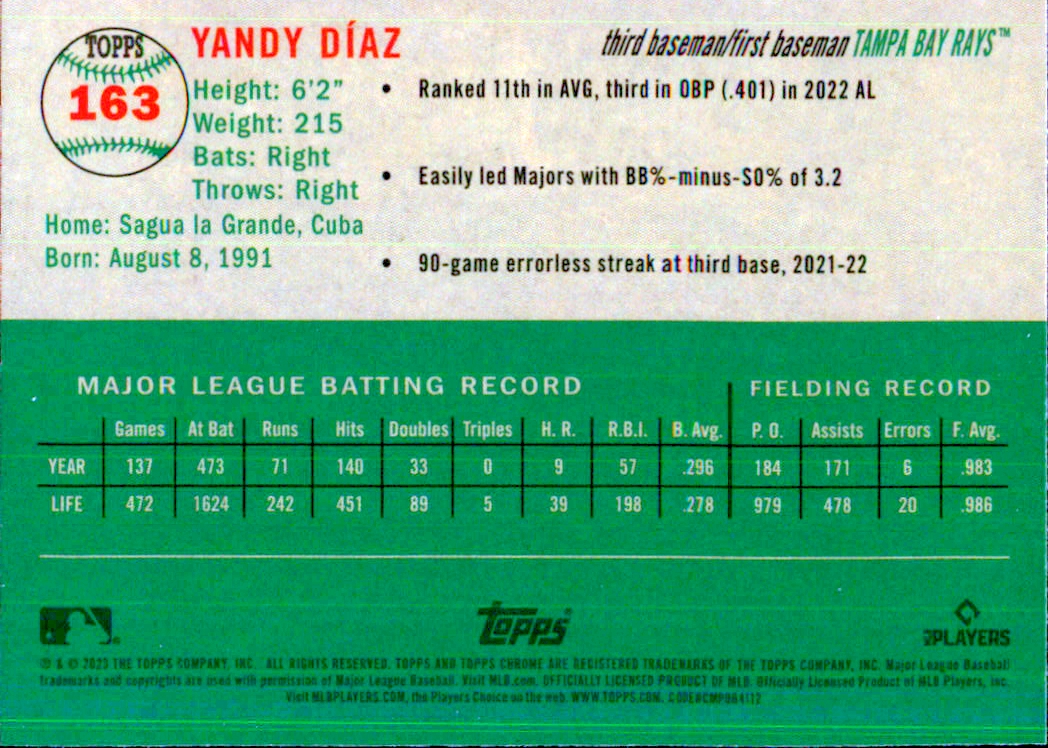 TOPPS
163
YANDY DÍAZ
third baseman/first baseman TAMPA BAY RAYS™
Height: 6'2"
Weight: 215
Bats: Right
Throws: Right
Home: Sagua la Grande, Cuba
Born: August 8, 1991
• Ranked 11th in AVG, third in OBP (.401) in 2022 AL
• Easily led Majors with BB%-minus-SO% of 3.2
• 90-game errorless streak at third base, 2021-22
MAJOR LEAGUE BATTING RECORD FIELDING RECORD
Games At Bat Runs Hits Doubles Triples H. R. R.B.I. B. Avg. P. O. Assists Errors F. Avg.
YEAR 137 473 71 140 33 0 9 57 .296 184 171 6 .983
LIFE 472 1624 242 451 89 5 39 198 .278 979 478 20 .986
Topps®
PLAYERS
® & © 2023 THE TOPPS COMPANY, INC. ALL RIGHTS RESERVED. TOPPS AND TOPPS CHROME ARE REGISTERED TRADEMARKS OF THE TOPPS COMPANY, INC. Major League Baseball
trademarks and copyrights are used with permission of Major League Baseball. Visit MLB.com. OFFICIALLY LICENSED PRODUCT OF MLB. Officially Licensed Product of MLB Players, Inc.
Visit MLBPLAYERS.COM, the Players Choice on the web. WWW.TOPPS.COM.